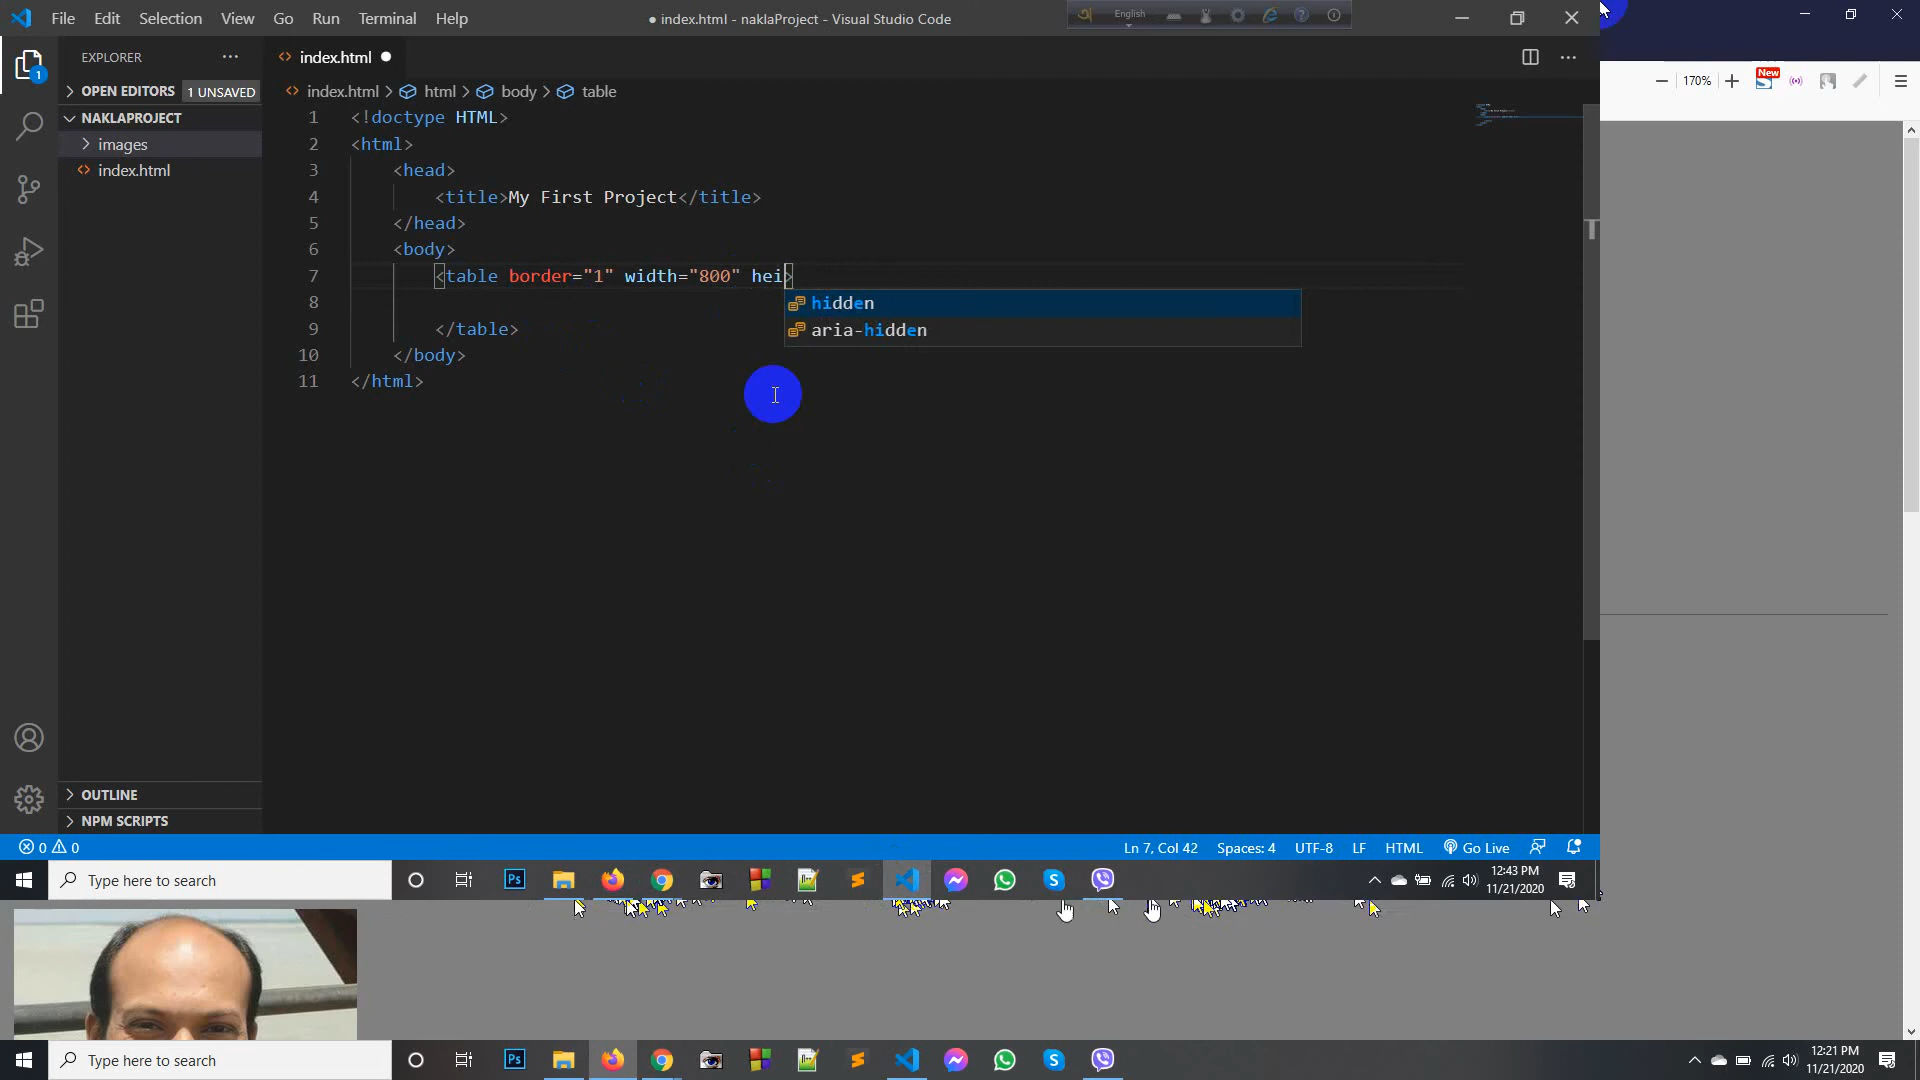 File Edit Selection View Go Run Terminal Help
● index.html - naklaProject - Visual Studio Code
English
EXPLORER
index.html
170%
New
OPEN EDITORS 1 UNSAVED
index.html > html > body > table
NAKLAPROJECT
images
index.html
1 <!doctype HTML>
2 <html>
3 <head>
4 <title>My First Project</title>
5 </head>
6 <body>
7 <table border="1" width="800" hei>
8
9 </table>
10 </body>
11 </html>
hidden
aria-hidden
1
OUTLINE
NPM SCRIPTS
0 0
Ln 7, Col 42 Spaces: 4 UTF-8 LF HTML Go Live
Type here to search
Ps
12:43 PM
11/21/2020
Type here to search
Ps
12:21 PM
11/21/2020